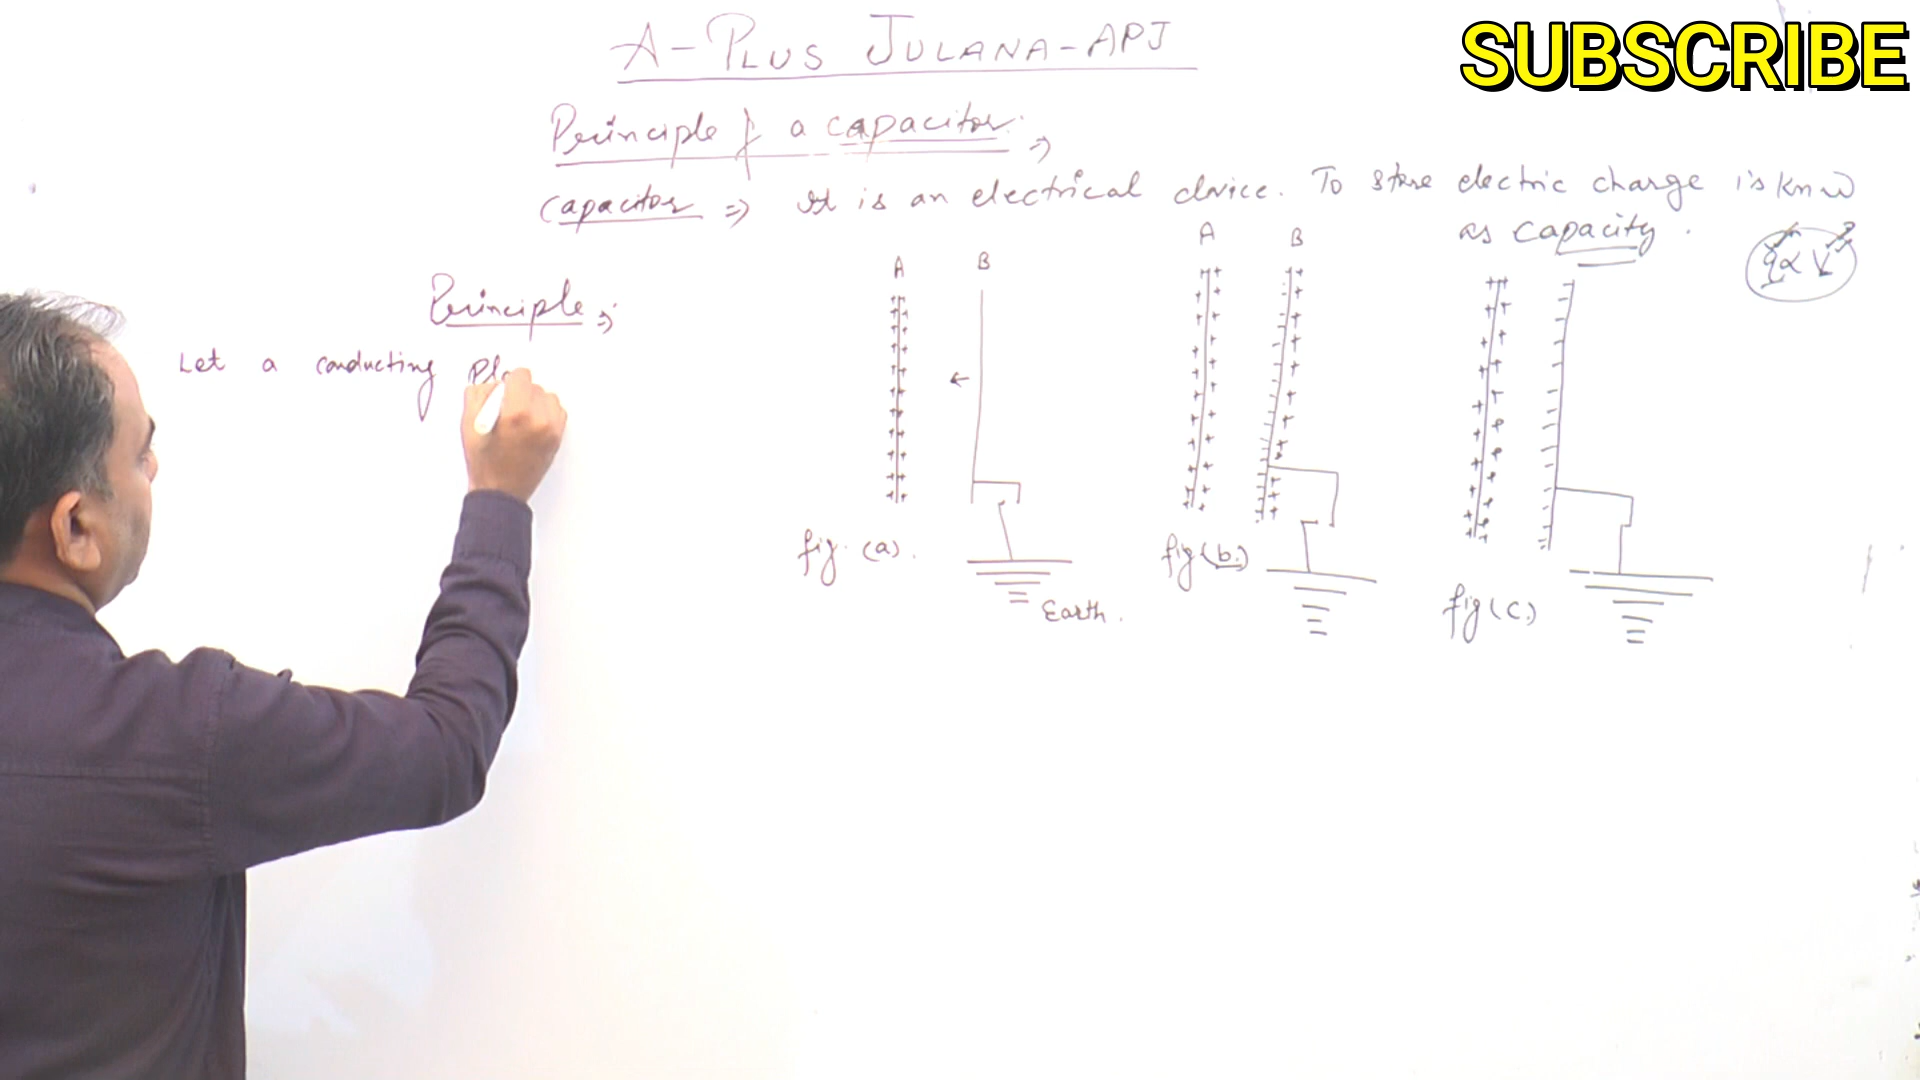 A-PLUS JULANA-APJ
SUBSCRIBE
Principle of a capacitor. ⇒
Capacitor ⇒ It is an electrical device. To store electric charge is know
as capacity.
q ∝ V
Principle ⇒
Let a conducting Pl
A B
A B
fig. (a).
Earth.
fig (b.)
fig (c.)